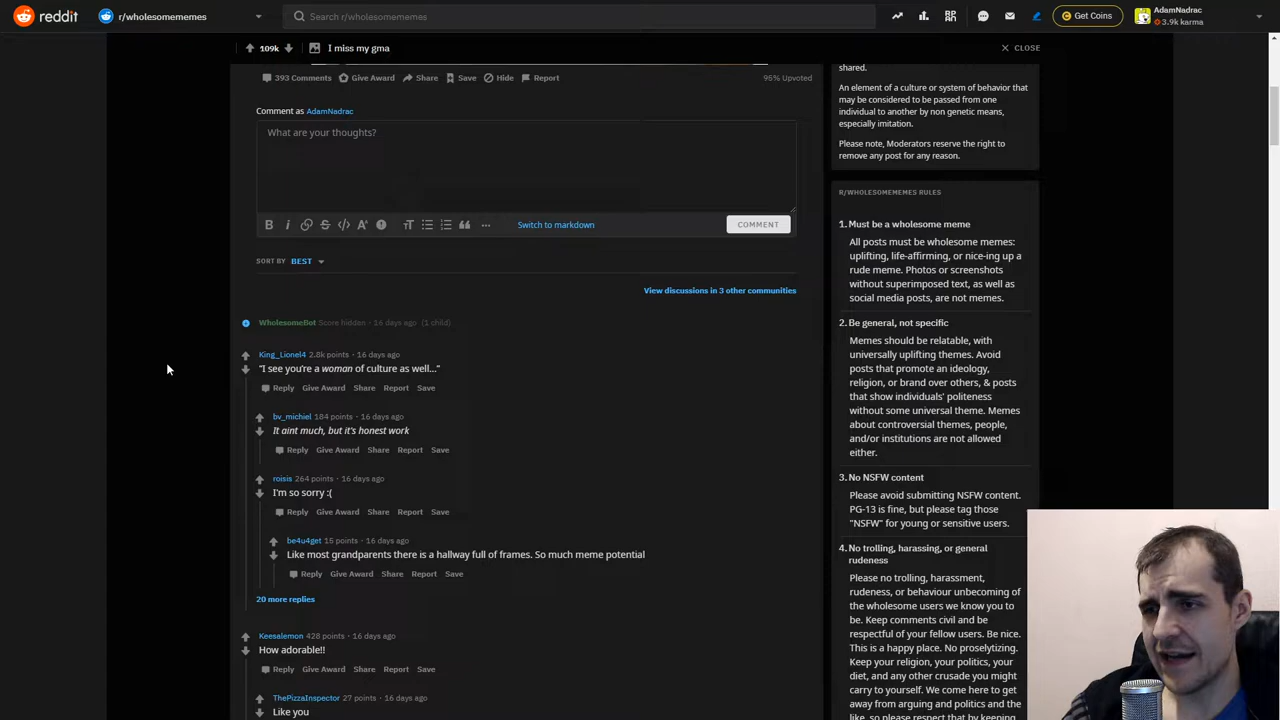 reddit
r/wholesomememes
Search r/wholesomememes
Get Coins
AdamNadrac
3.9k karma
109k
I miss my gma
CLOSE
393 Comments
Give Award
Share
Save
Hide
Report
95% Upvoted
Comment as AdamNadrac
What are your thoughts?
Switch to markdown
COMMENT
SORT BY BEST
View discussions in 3 other communities
WholesomeBot Score hidden · 16 days ago (1 child)
King_Lionel4 2.8k points · 16 days ago
"I see you're a woman of culture as well..."
Reply Give Award Share Report Save
bv_michiel 184 points · 16 days ago
It aint much, but it's honest work
Reply Give Award Share Report Save
roisis 264 points · 16 days ago
I'm so sorry :(
Reply Give Award Share Report Save
be4u4get 15 points · 16 days ago
Like most grandparents there is a hallway full of frames. So much meme potential
Reply Give Award Share Report Save
20 more replies
Keesalemon 428 points · 16 days ago
How adorable!!
Reply Give Award Share Report Save
ThePizzaInspector 27 points · 16 days ago
Like you
shared.
An element of a culture or system of behavior that
may be considered to be passed from one
individual to another by non genetic means,
especially imitation.
Please note, Moderators reserve the right to
remove any post for any reason.
R/WHOLESOMEMEMES RULES
1. Must be a wholesome meme
All posts must be wholesome memes:
uplifting, life-affirming, or nice-ing up a
rude meme. Photos or screenshots
without superimposed text, as well as
social media posts, are not memes.
2. Be general, not specific
Memes should be relatable, with
universally uplifting themes. Avoid
posts that promote an ideology,
religion, or brand over others, & posts
that show individuals' politeness
without some universal theme. Memes
about controversial themes, people,
and/or institutions are not allowed
either.
3. No NSFW content
Please avoid submitting NSFW content.
PG-13 is fine, but please tag those
"NSFW" for young or sensitive users.
4. No trolling, harassing, or general
rudeness
Please no trolling, harassment,
rudeness, or behaviour unbecoming of
the wholesome users we know you to
be. Keep comments civil and be
respectful of your fellow users. Be nice.
This is a happy place. No proselytizing.
Keep your religion, your politics, your
diet, and any other crusade you might
carry to yourself. We come here to get
away from arguing and politics and the
like, so please respect that by keeping